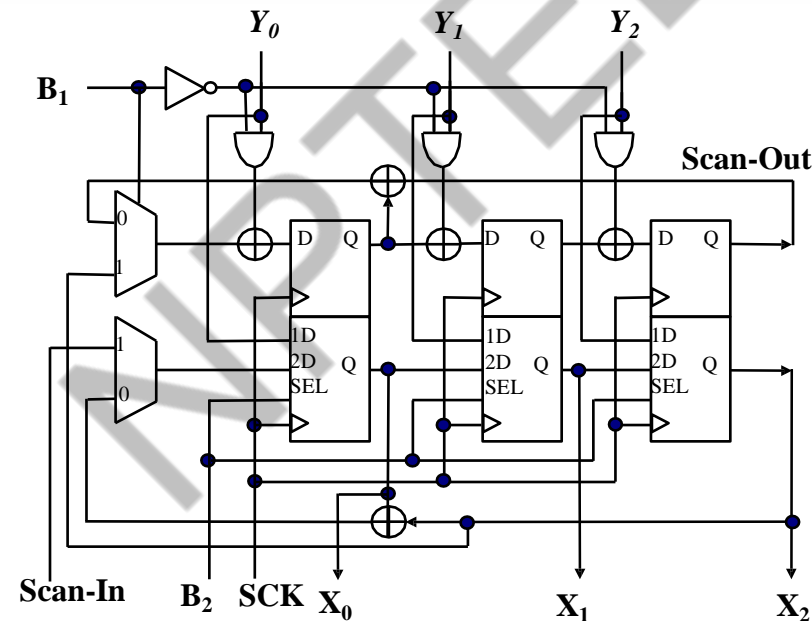 NPTEL
Y₀ Y₁ Y₂
B₁
Scan-Out
0
1
D Q
D Q
D Q
1
0
1D
2D Q
SEL
1D
2D Q
SEL
1D
2D Q
SEL
Scan-In B₂ SCK X₀ X₁ X₂